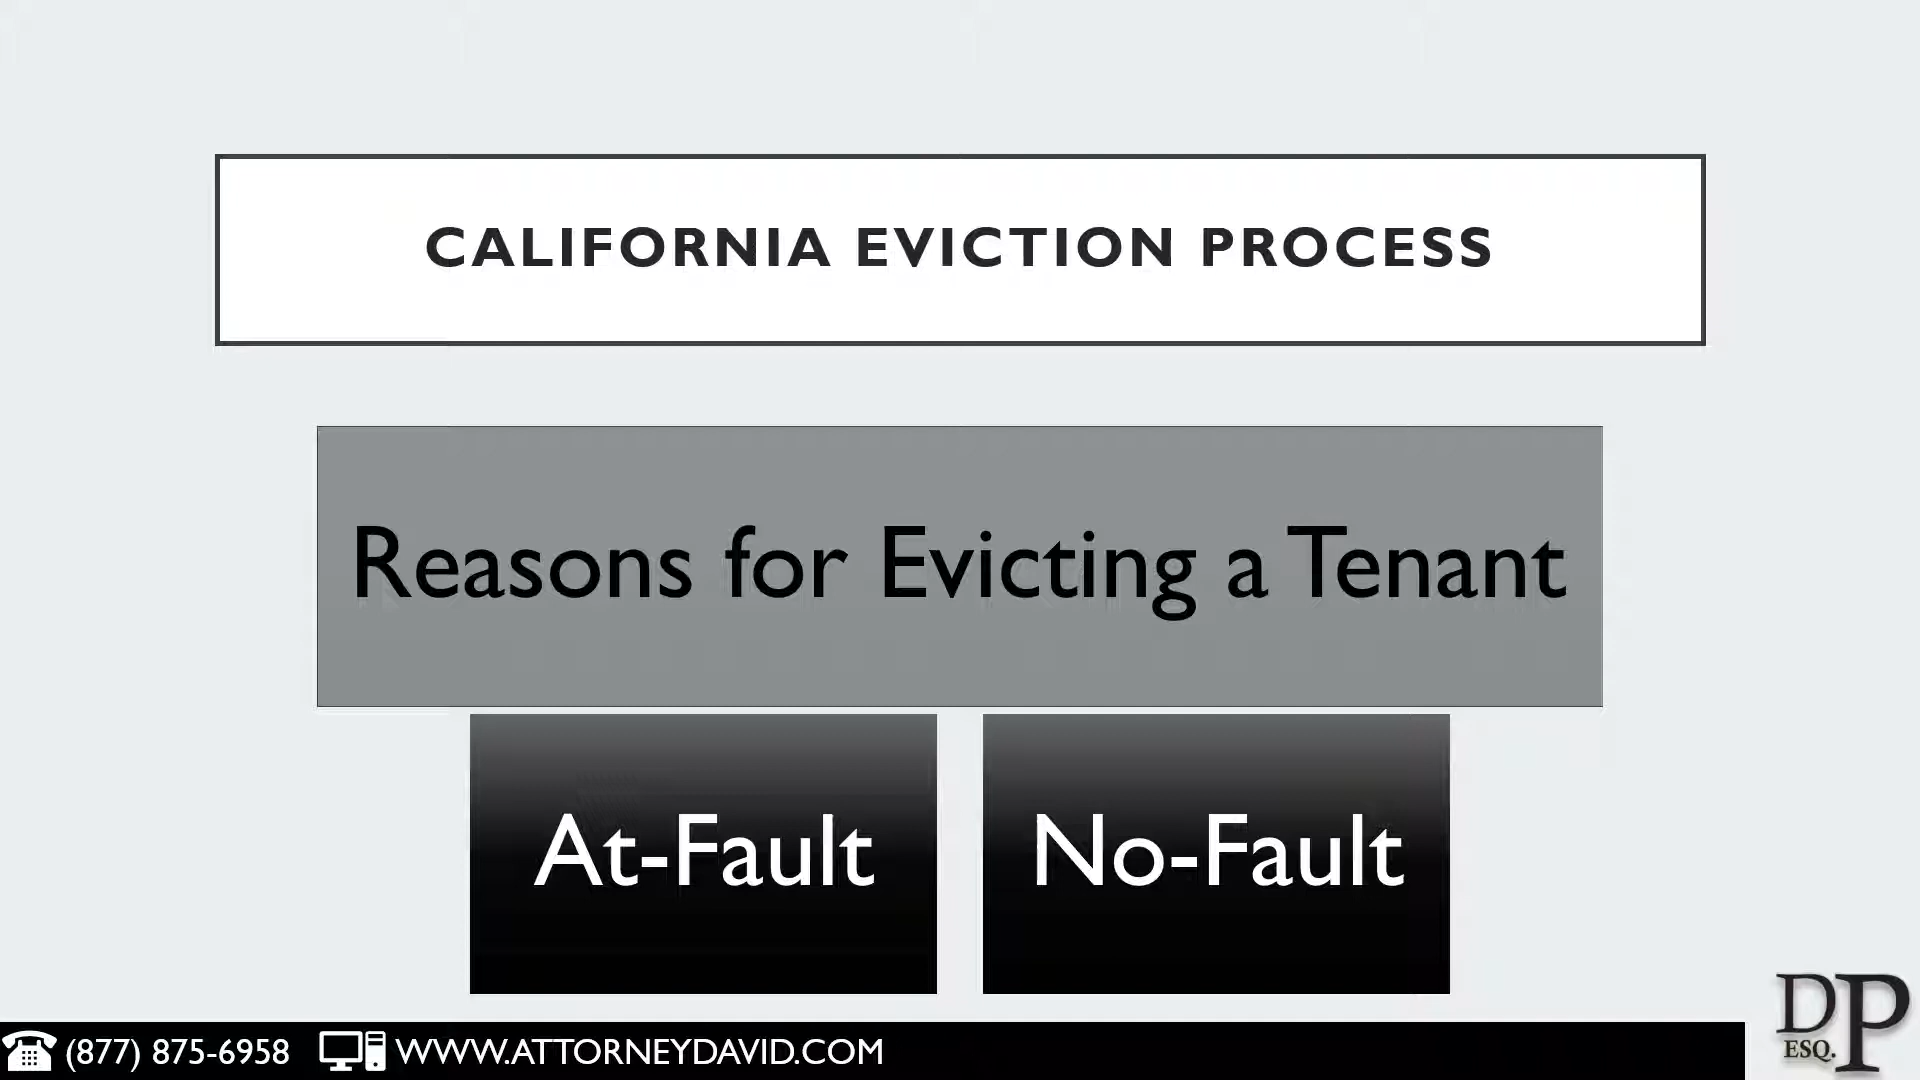 CALIFORNIA EVICTION PROCESS
Reasons for Evicting a Tenant
At-Fault
No-Fault
(877) 875-6958 WWW.ATTORNEYDAVID.COM
DP
ESQ.